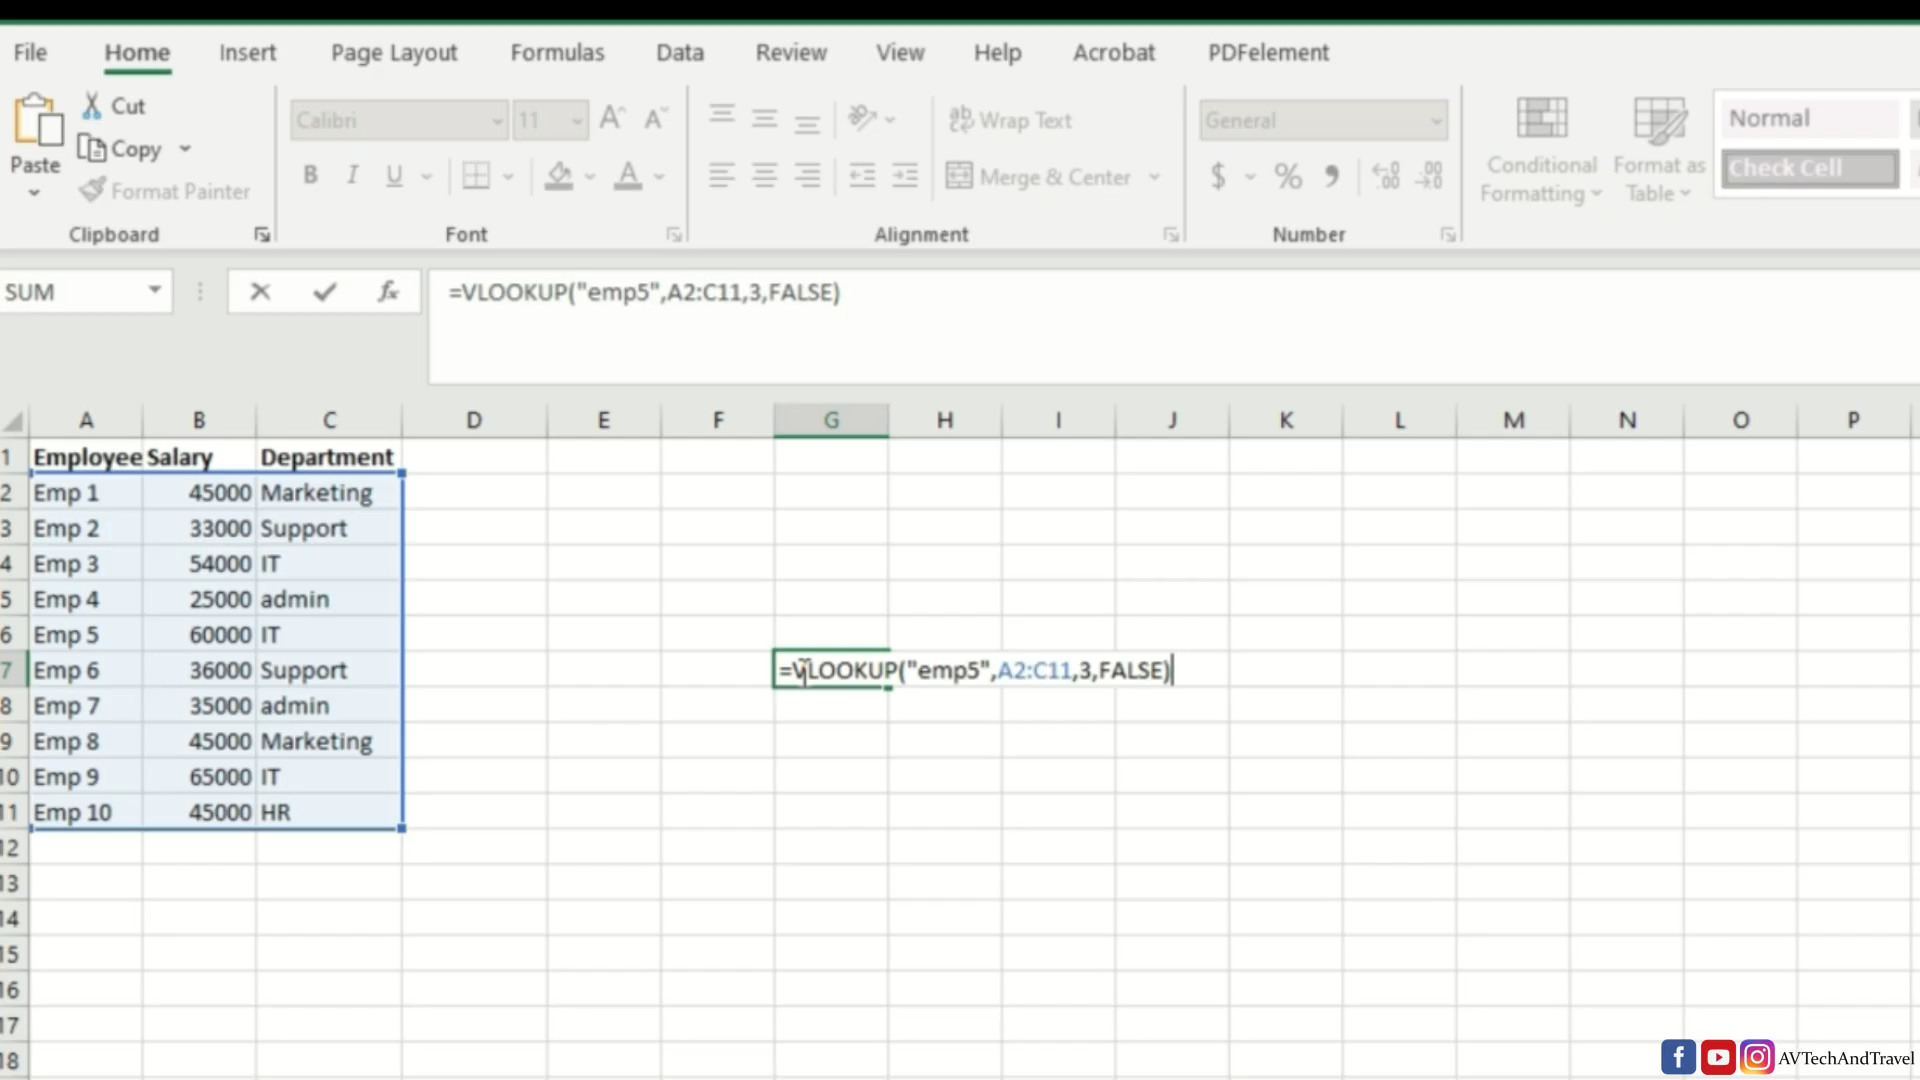 File Home Insert Page Layout Formulas Data Review View Help Acrobat PDFelement
Paste
Cut
Copy
Format Painter
Clipboard
Calibri 11 A A
B I U A
Font
ab Wrap Text
Merge & Center
Alignment
General
$ % , .00 .00
Number
Conditional Formatting
Format as Table
Normal
Check Cell
SUM fx =VLOOKUP("emp5",A2:C11,3,FALSE)
A B C D E F G H I J K L M N O P
1 Employee Salary Department
2 Emp 1 45000 Marketing
3 Emp 2 33000 Support
4 Emp 3 54000 IT
5 Emp 4 25000 admin
6 Emp 5 60000 IT
7 Emp 6 36000 Support =VLOOKUP("emp5",A2:C11,3,FALSE)
8 Emp 7 35000 admin
9 Emp 8 45000 Marketing
10 Emp 9 65000 IT
11 Emp 10 45000 HR
12
13
14
15
16
17
18
AVTechAndTravel